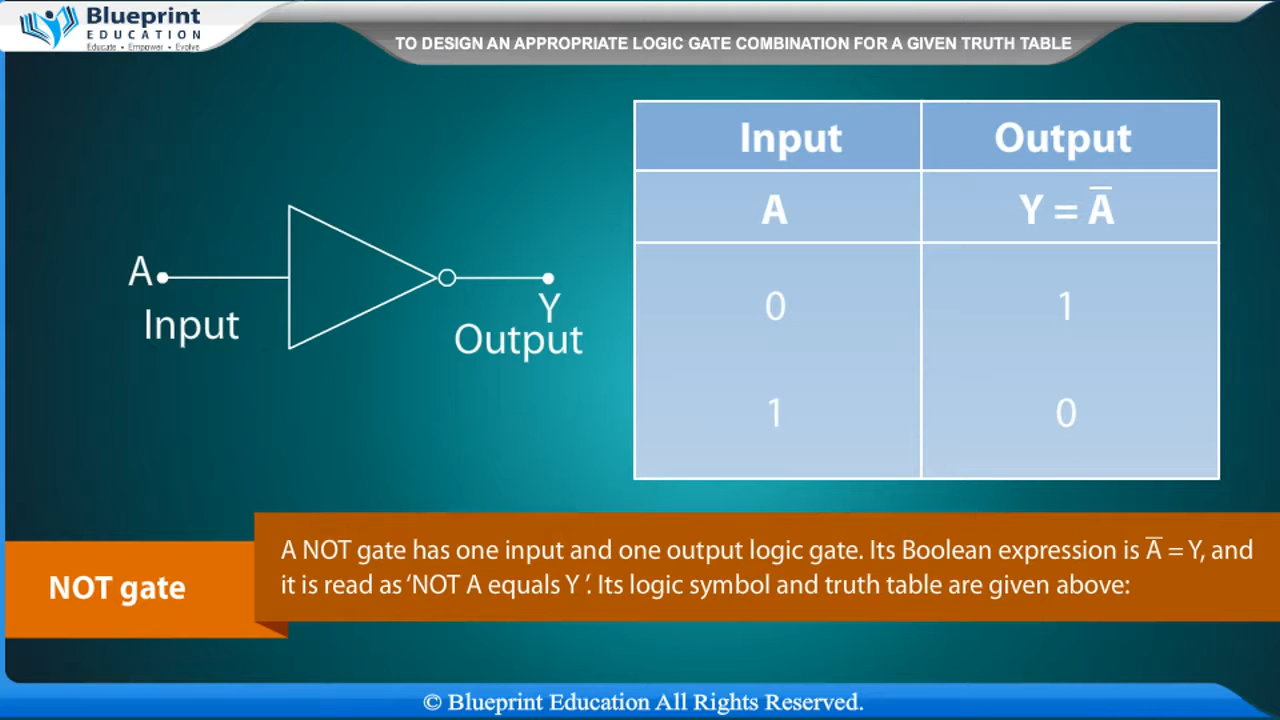 Blueprint
EDUCATION
Educate • Empower • Evolve
TO DESIGN AN APPROPRIATE LOGIC GATE COMBINATION FOR A GIVEN TRUTH TABLE
A
Input
Y
Output
Input Output
A Y = A̅
0 1
1 0
NOT gate
A NOT gate has one input and one output logic gate. Its Boolean expression is A̅ = Y, and
it is read as ‘NOT A equals Y ’. Its logic symbol and truth table are given above:
© Blueprint Education All Rights Reserved.